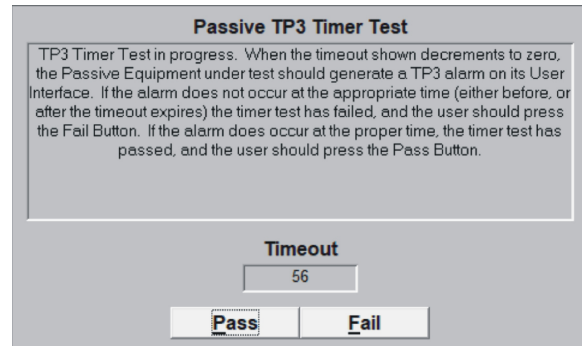 Passive TP3 Timer Test
TP3 Timer Test in progress. When the timeout shown decrements to zero,
the Passive Equipment under test should generate a TP3 alarm on its User
Interface. If the alarm does not occur at the appropriate time (either before, or
after the timeout expires) the timer test has failed, and the user should press
the Fail Button. If the alarm does occur at the proper time, the timer test has
passed, and the user should press the Pass Button.
Timeout
56
Pass Fail